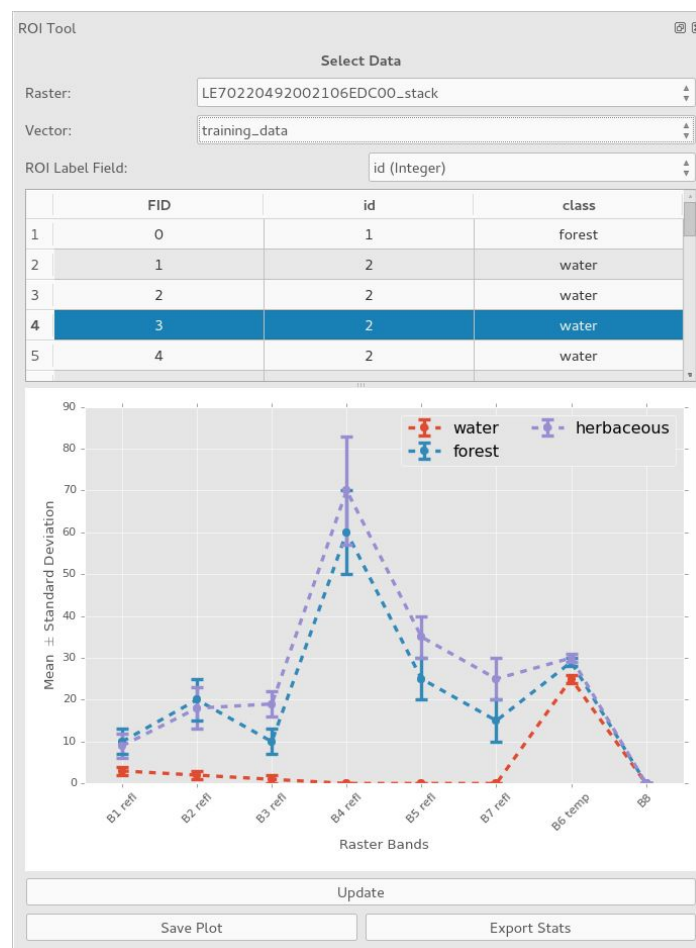 ROI Tool
Select Data
Raster: LE70220492002106EDC00_stack
Vector: training_data
ROI Label Field: id (Integer)
FID id class
1 0 1 forest
2 1 2 water
3 2 2 water
4 3 2 water
5 4 2 water
90
80
70
60
50
40
30
20
10
0
Mean ± Standard Deviation
water herbaceous
forest
B1 refl B2 refl B3 refl B4 refl B5 refl B7 refl B6 temp B8
Raster Bands
Update
Save Plot Export Stats